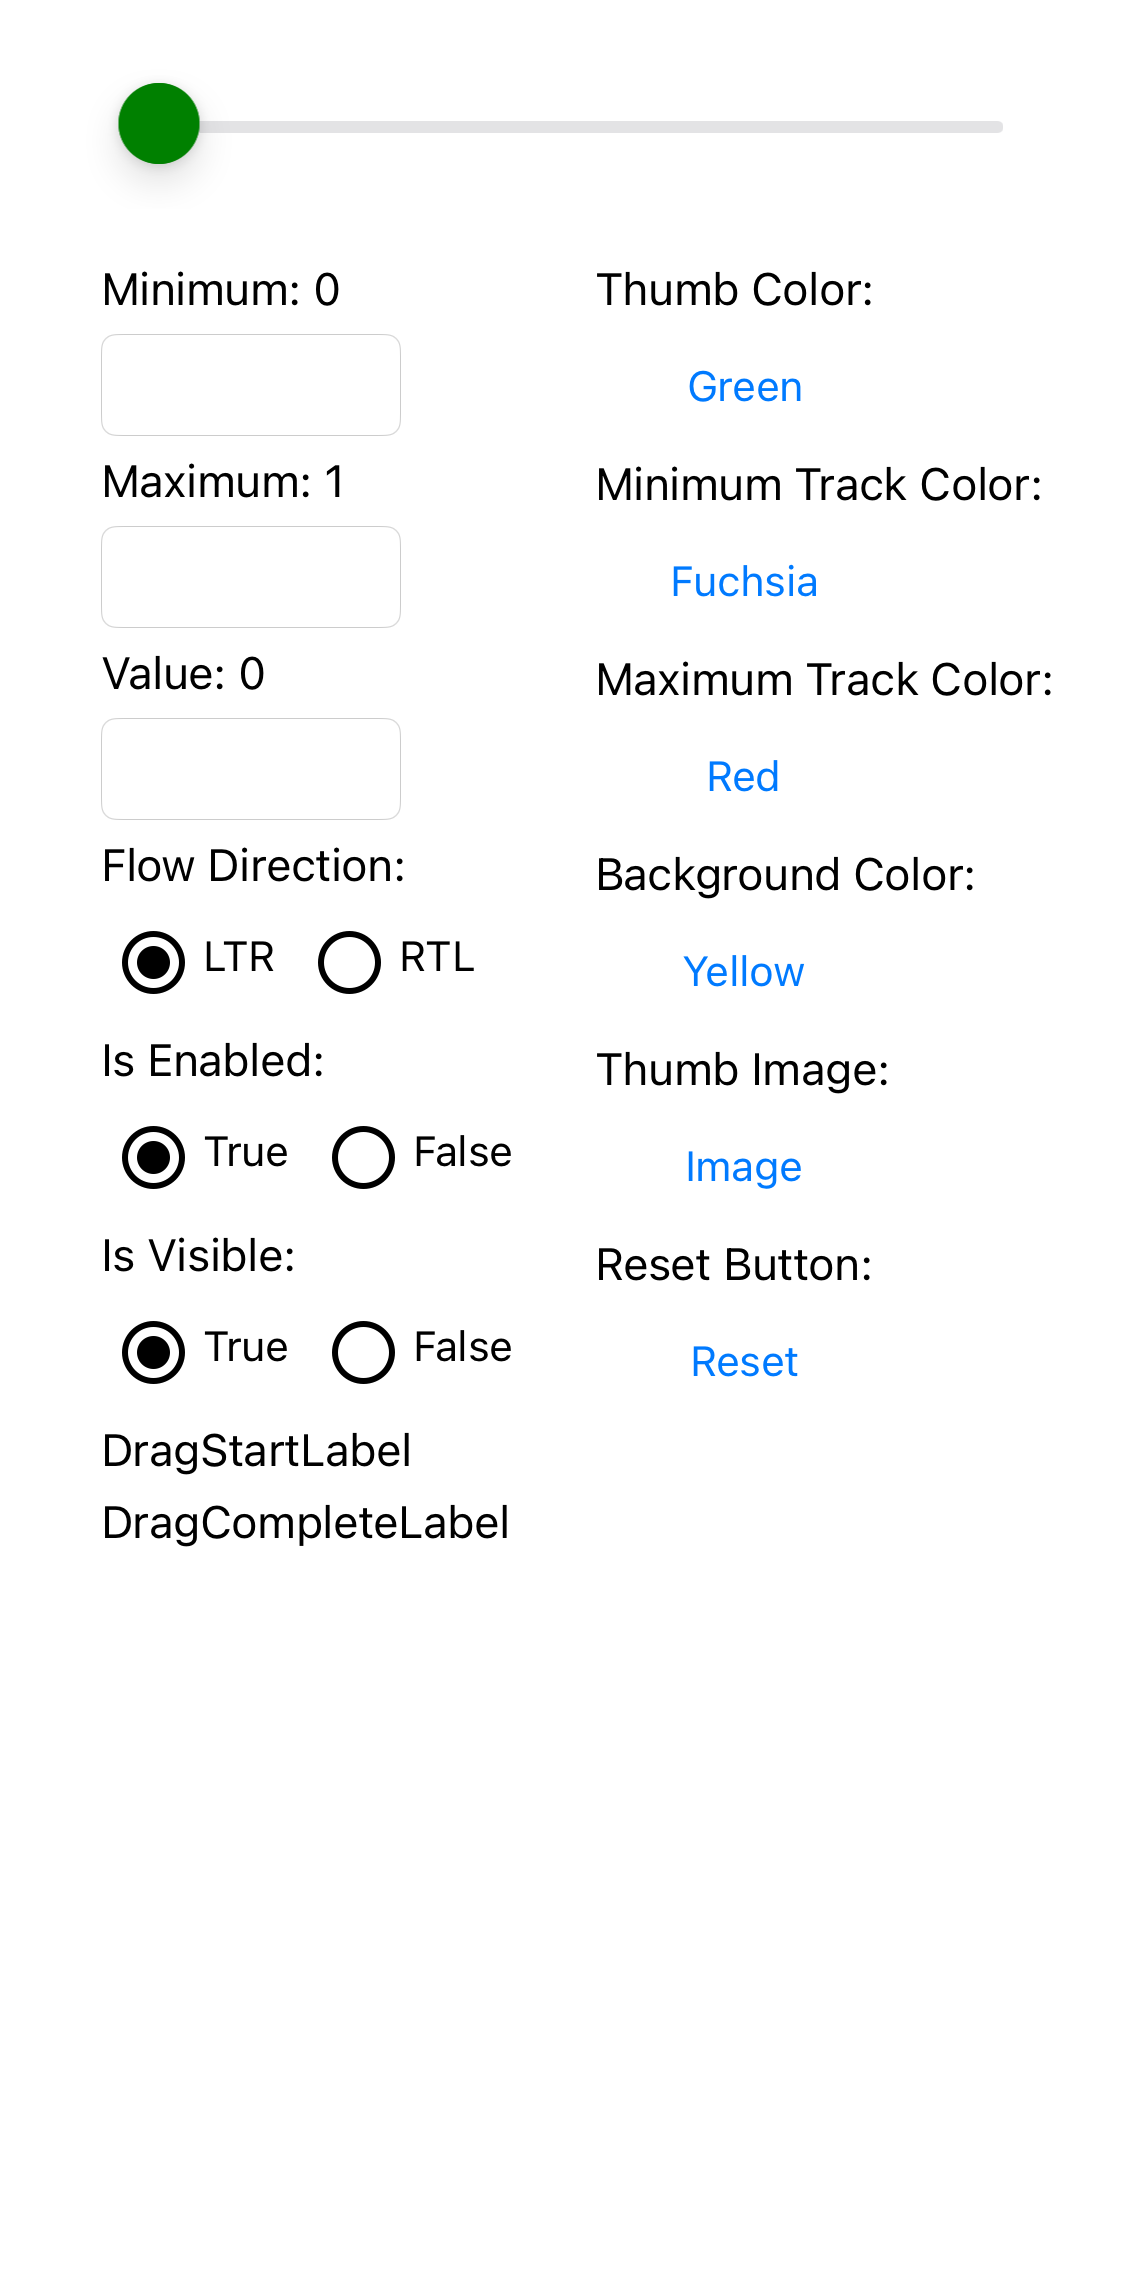 Minimum: 0
Maximum: 1
Value: 0
Flow Direction:
LTR RTL
Is Enabled:
True False
Is Visible:
True False
DragStartLabel
DragCompleteLabel
Thumb Color:
Green
Minimum Track Color:
Fuchsia
Maximum Track Color:
Red
Background Color:
Yellow
Thumb Image:
Image
Reset Button:
Reset